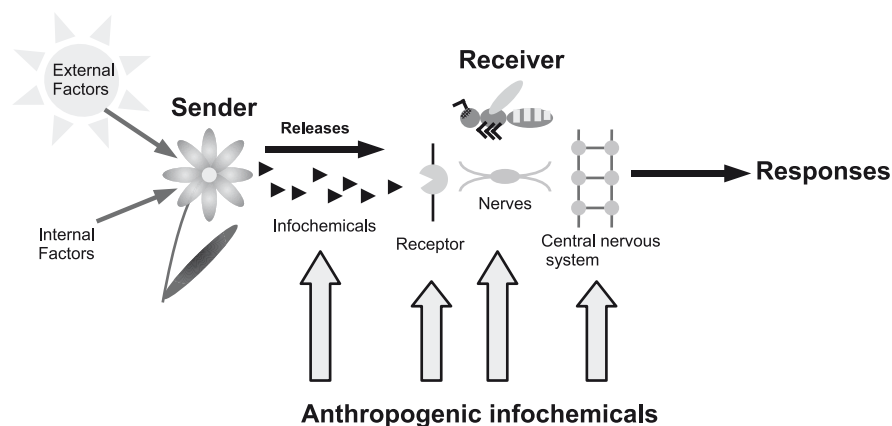 External
Factors
Sender
Receiver
Releases
Responses
Infochemicals
Receptor
Nerves
Central nervous
system
Internal
Factors
Anthropogenic infochemicals